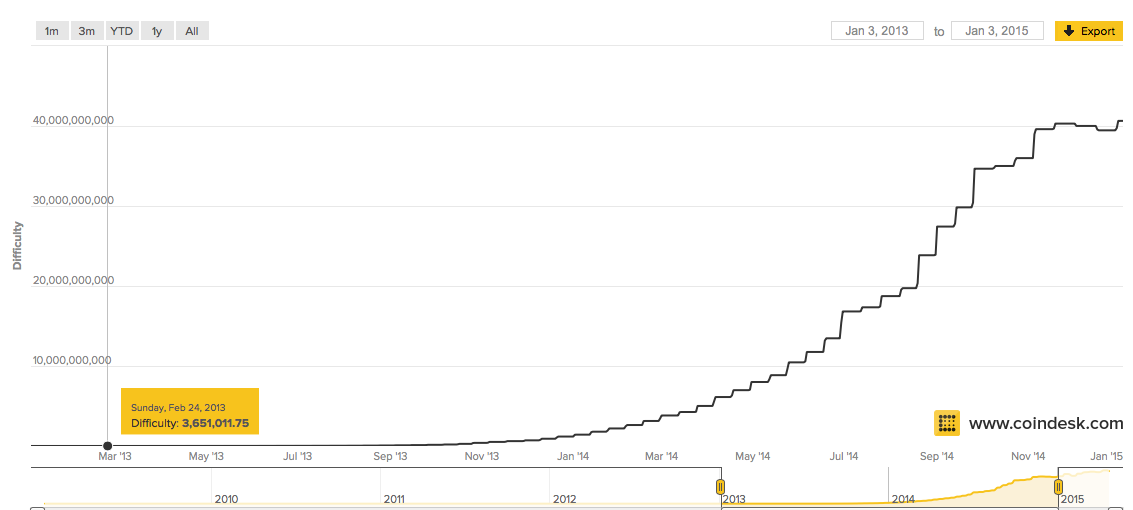 1m 3m YTD 1y All Jan 3, 2013 to Jan 3, 2015 Export
40,000,000,000
30,000,000,000
Difficulty
20,000,000,000
10,000,000,000
Sunday, Feb 24, 2013
Difficulty: 3,651,011.75
www.coindesk.com
Mar '13 May '13 Jul '13 Sep '13 Nov '13 Jan '14 Mar '14 May '14 Jul '14 Sep '14 Nov '14 Jan '15
2010 2011 2012 2013 2014 2015